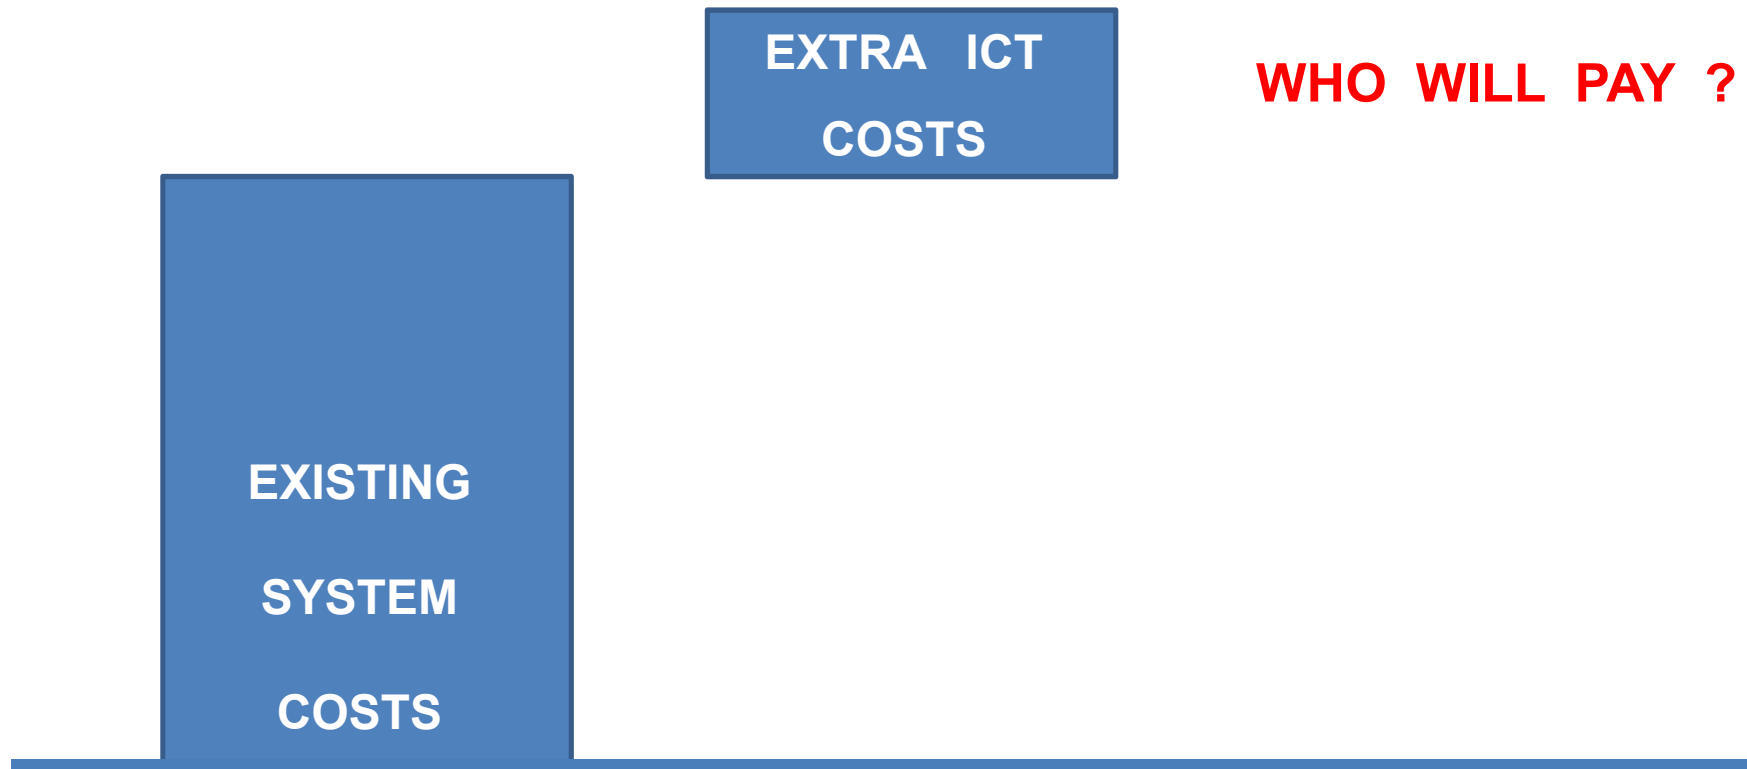 EXTRA ICT
COSTS
WHO WILL PAY ?
EXISTING
SYSTEM
COSTS